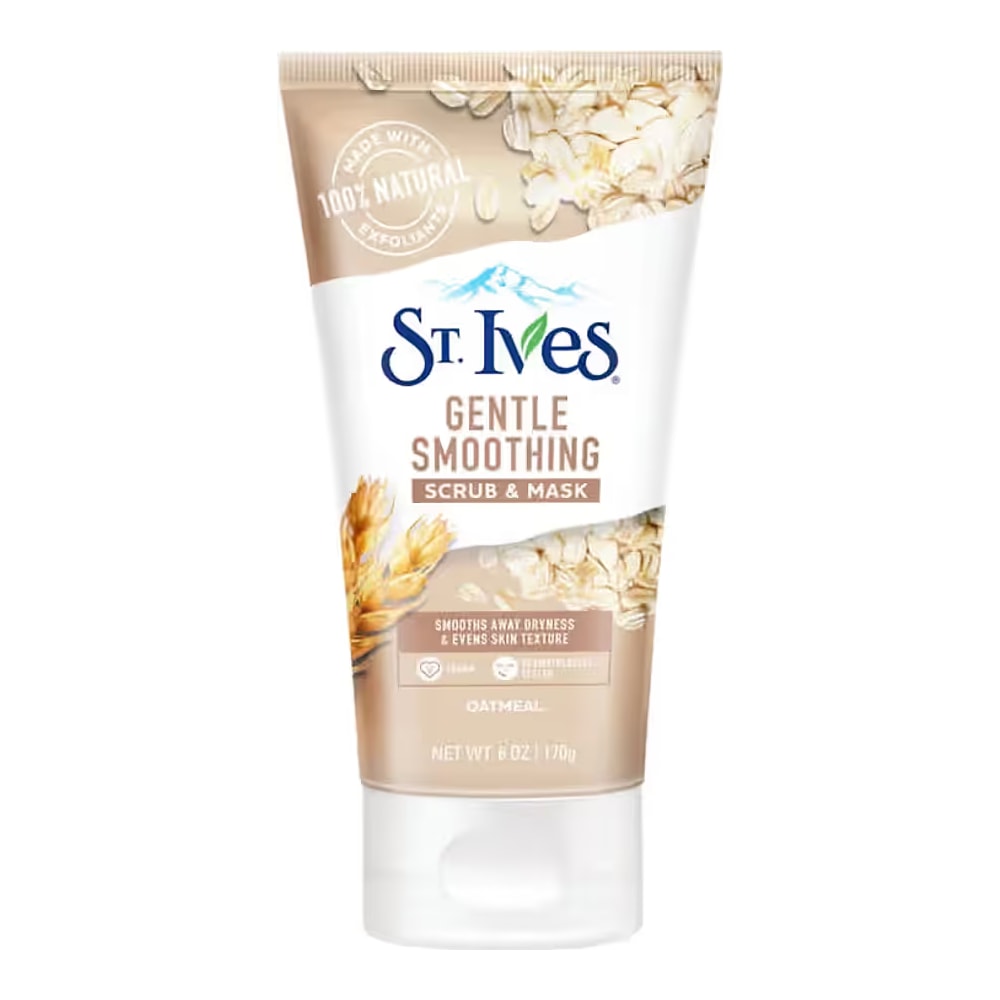 MADE WITH
100% NATURAL
EXFOLIANTS
ST. IVES®
GENTLE
SMOOTHING
SCRUB & MASK
SMOOTHS AWAY DRYNESS
& EVENS SKIN TEXTURE
OATMEAL
NET WT. 6 OZ | 170g